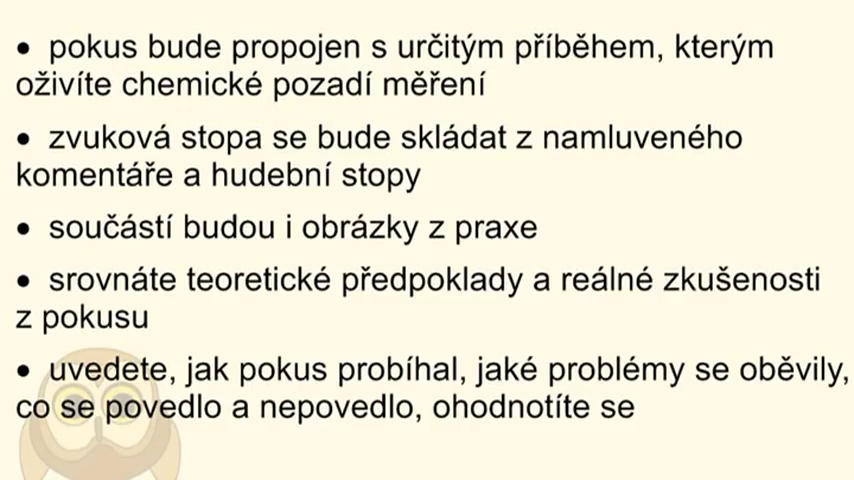 • pokus bude propojen s určitým příběhem, kterým
oživíte chemické pozadí měření
• zvuková stopa se bude skládat z namluveného
komentáře a hudební stopy
• součástí budou i obrázky z praxe
• srovnáte teoretické předpoklady a reálné zkušenosti
z pokusu
• uvedete, jak pokus probíhal, jaké problémy se oběvily,
co se povedlo a nepovedlo, ohodnotíte se